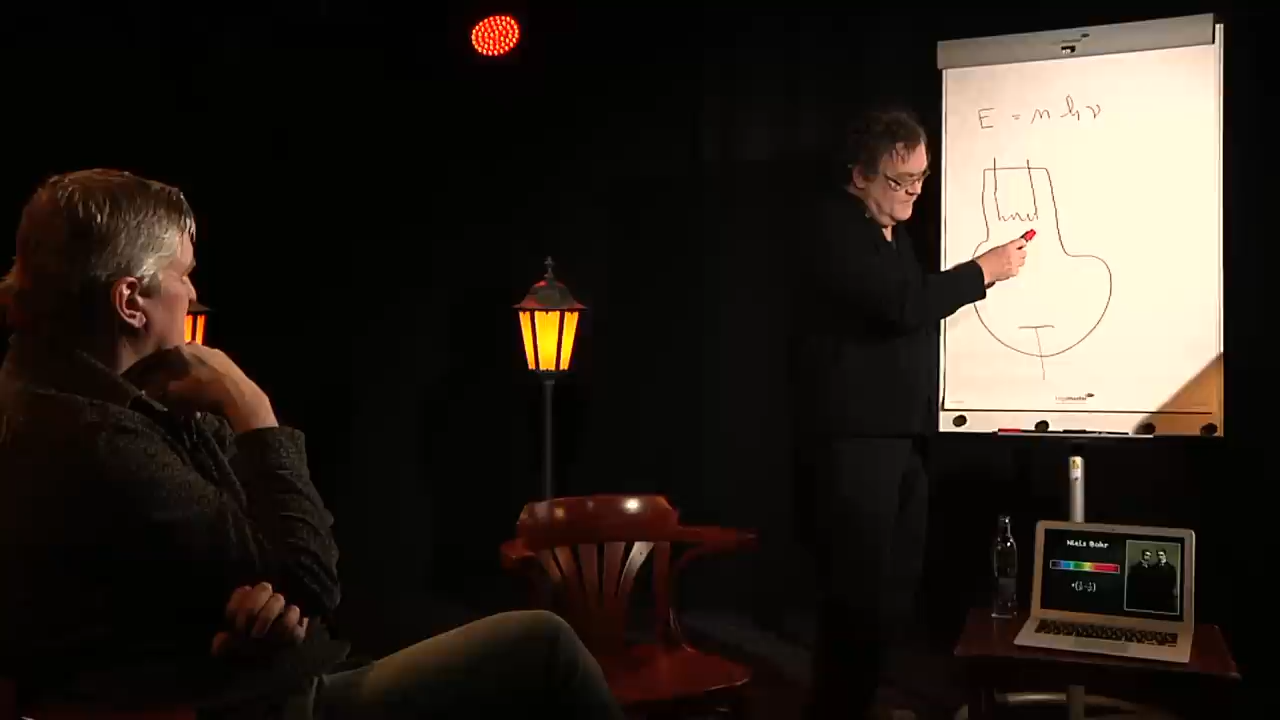 E = n h ν
Niels Bohr